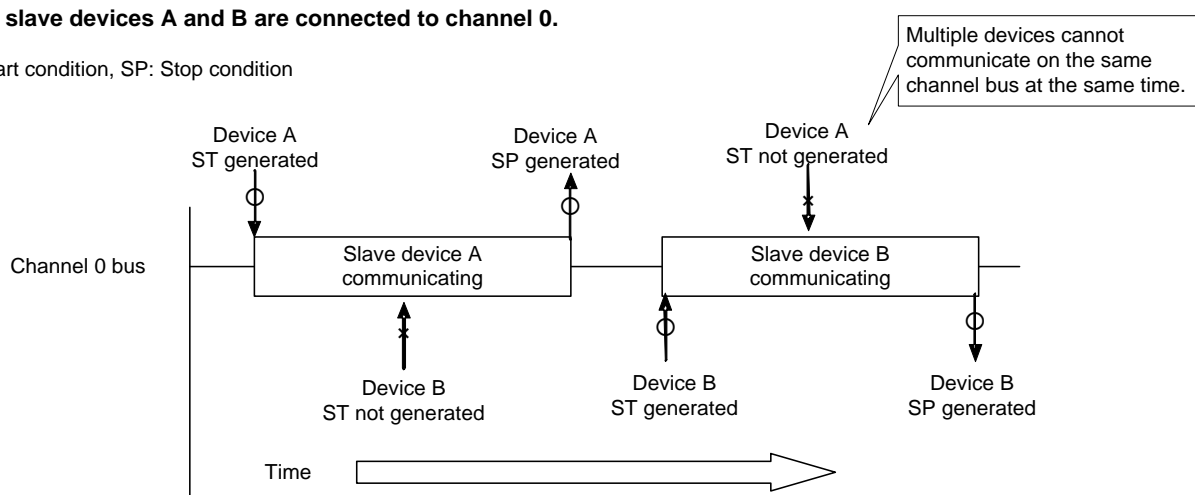 slave devices A and B are connected to channel 0.
art condition, SP: Stop condition
Multiple devices cannot
communicate on the same
channel bus at the same time.
Device A
ST generated
Device A
SP generated
Device A
ST not generated
Channel 0 bus
Slave device A
communicating
Slave device B
communicating
Device B
ST not generated
Device B
ST generated
Device B
SP generated
Time